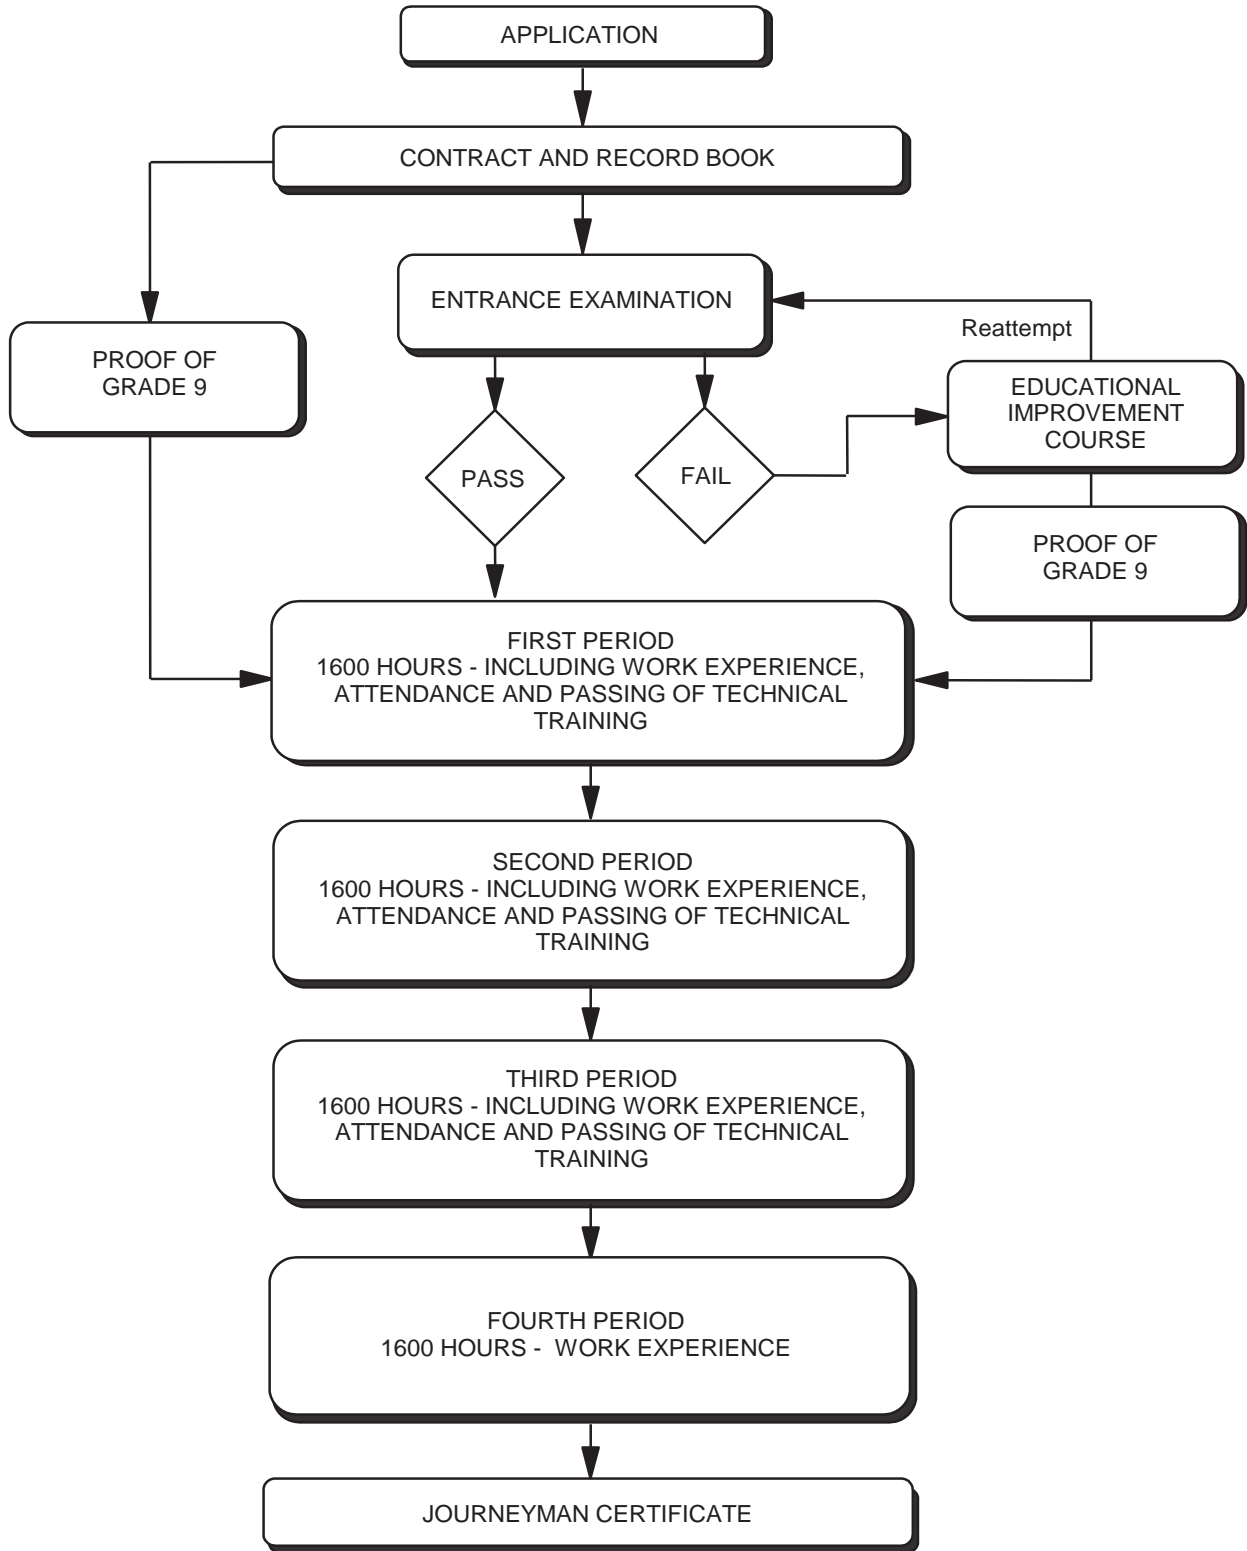 APPLICATION
CONTRACT AND RECORD BOOK
ENTRANCE EXAMINATION
Reattempt
PROOF OF
GRADE 9
EDUCATIONAL
IMPROVEMENT
COURSE
PASS
FAIL
PROOF OF
GRADE 9
FIRST PERIOD
1600 HOURS - INCLUDING WORK EXPERIENCE,
ATTENDANCE AND PASSING OF TECHNICAL
TRAINING
SECOND PERIOD
1600 HOURS - INCLUDING WORK EXPERIENCE,
ATTENDANCE AND PASSING OF TECHNICAL
TRAINING
THIRD PERIOD
1600 HOURS - INCLUDING WORK EXPERIENCE,
ATTENDANCE AND PASSING OF TECHNICAL
TRAINING
FOURTH PERIOD
1600 HOURS - WORK EXPERIENCE
JOURNEYMAN CERTIFICATE